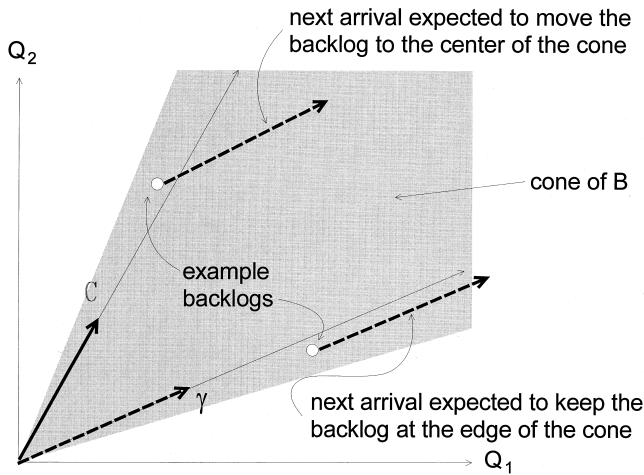 next arrival expected to move the
backlog to the center of the cone
Q₂
cone of B
example
backlogs
C
γ
next arrival expected to keep the
backlog at the edge of the cone
Q₁